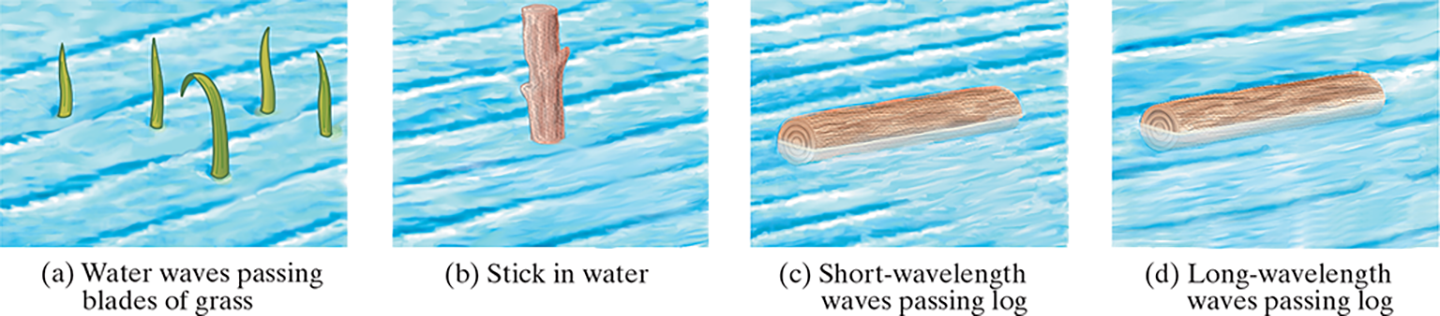 (a) Water waves passing
blades of grass
(b) Stick in water
(c) Short-wavelength
waves passing log
(d) Long-wavelength
waves passing log